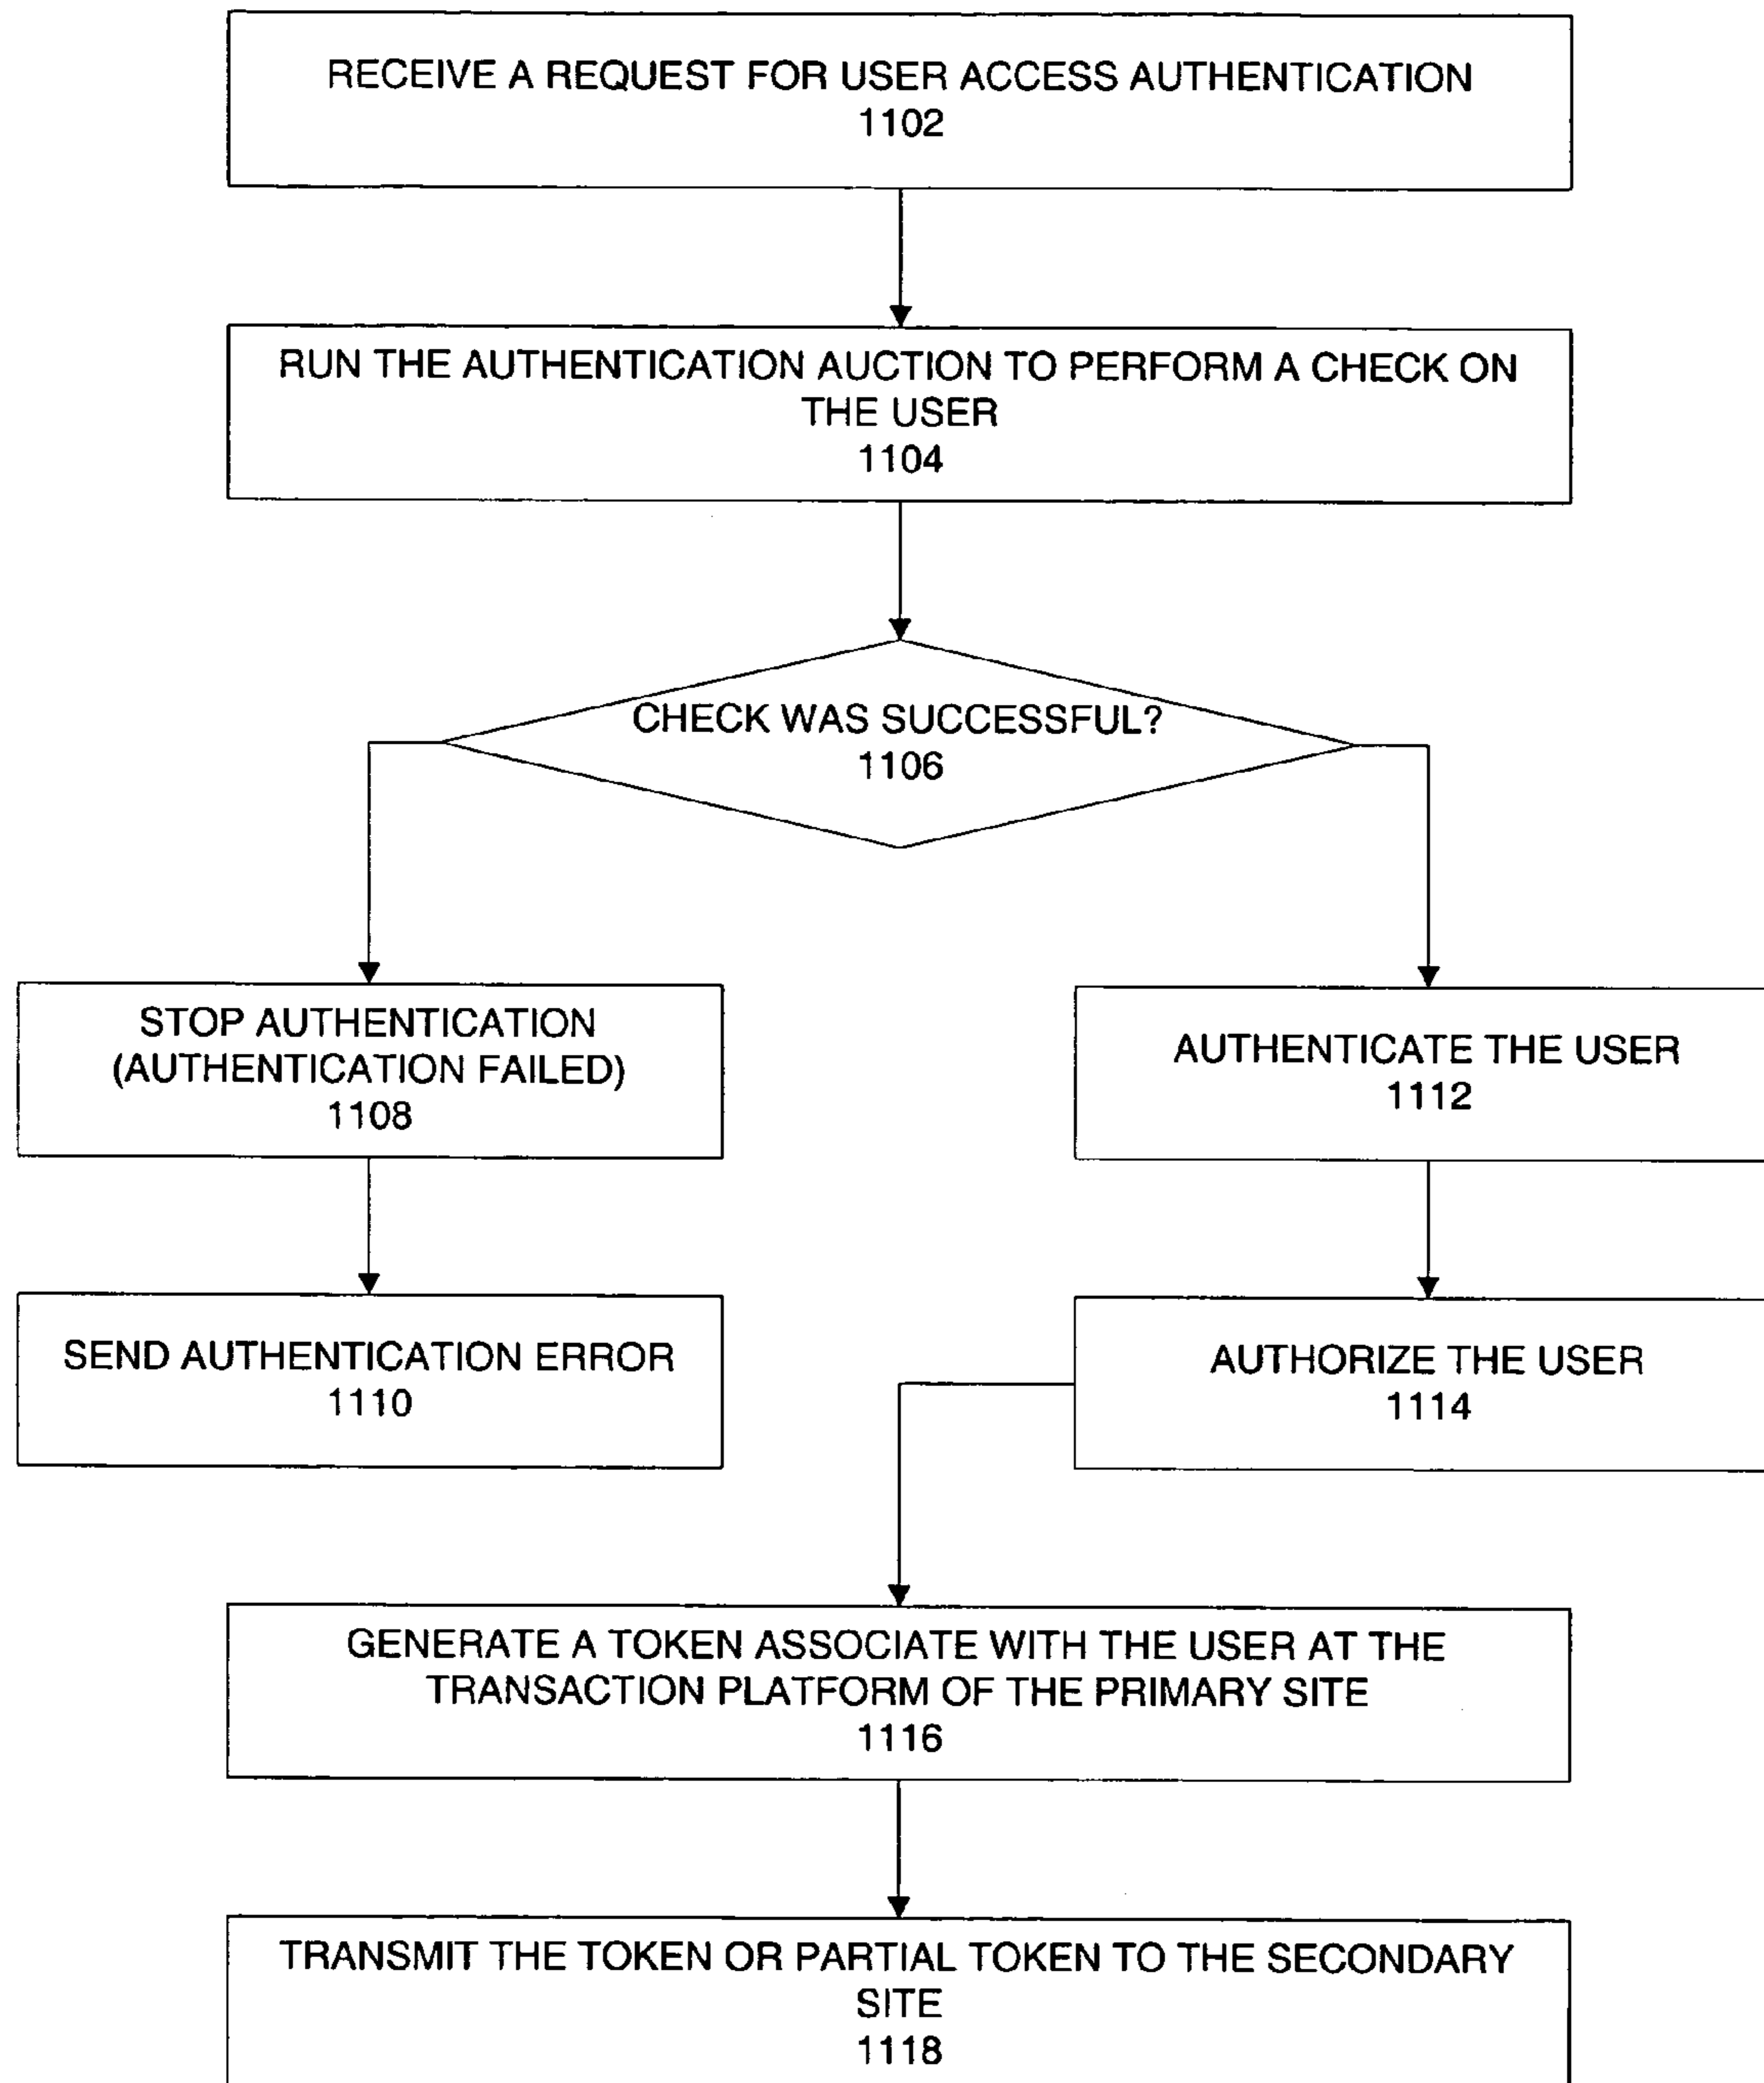 RECEIVE A REQUEST FOR USER ACCESS AUTHENTICATION
1102
RUN THE AUTHENTICATION AUCTION TO PERFORM A CHECK ON
THE USER
1104
CHECK WAS SUCCESSFUL?
1106
STOP AUTHENTICATION
(AUTHENTICATION FAILED)
1108
AUTHENTICATE THE USER
1112
SEND AUTHENTICATION ERROR
1110
AUTHORIZE THE USER
1114
GENERATE A TOKEN ASSOCIATE WITH THE USER AT THE
TRANSACTION PLATFORM OF THE PRIMARY SITE
1116
TRANSMIT THE TOKEN OR PARTIAL TOKEN TO THE SECONDARY
SITE
1118